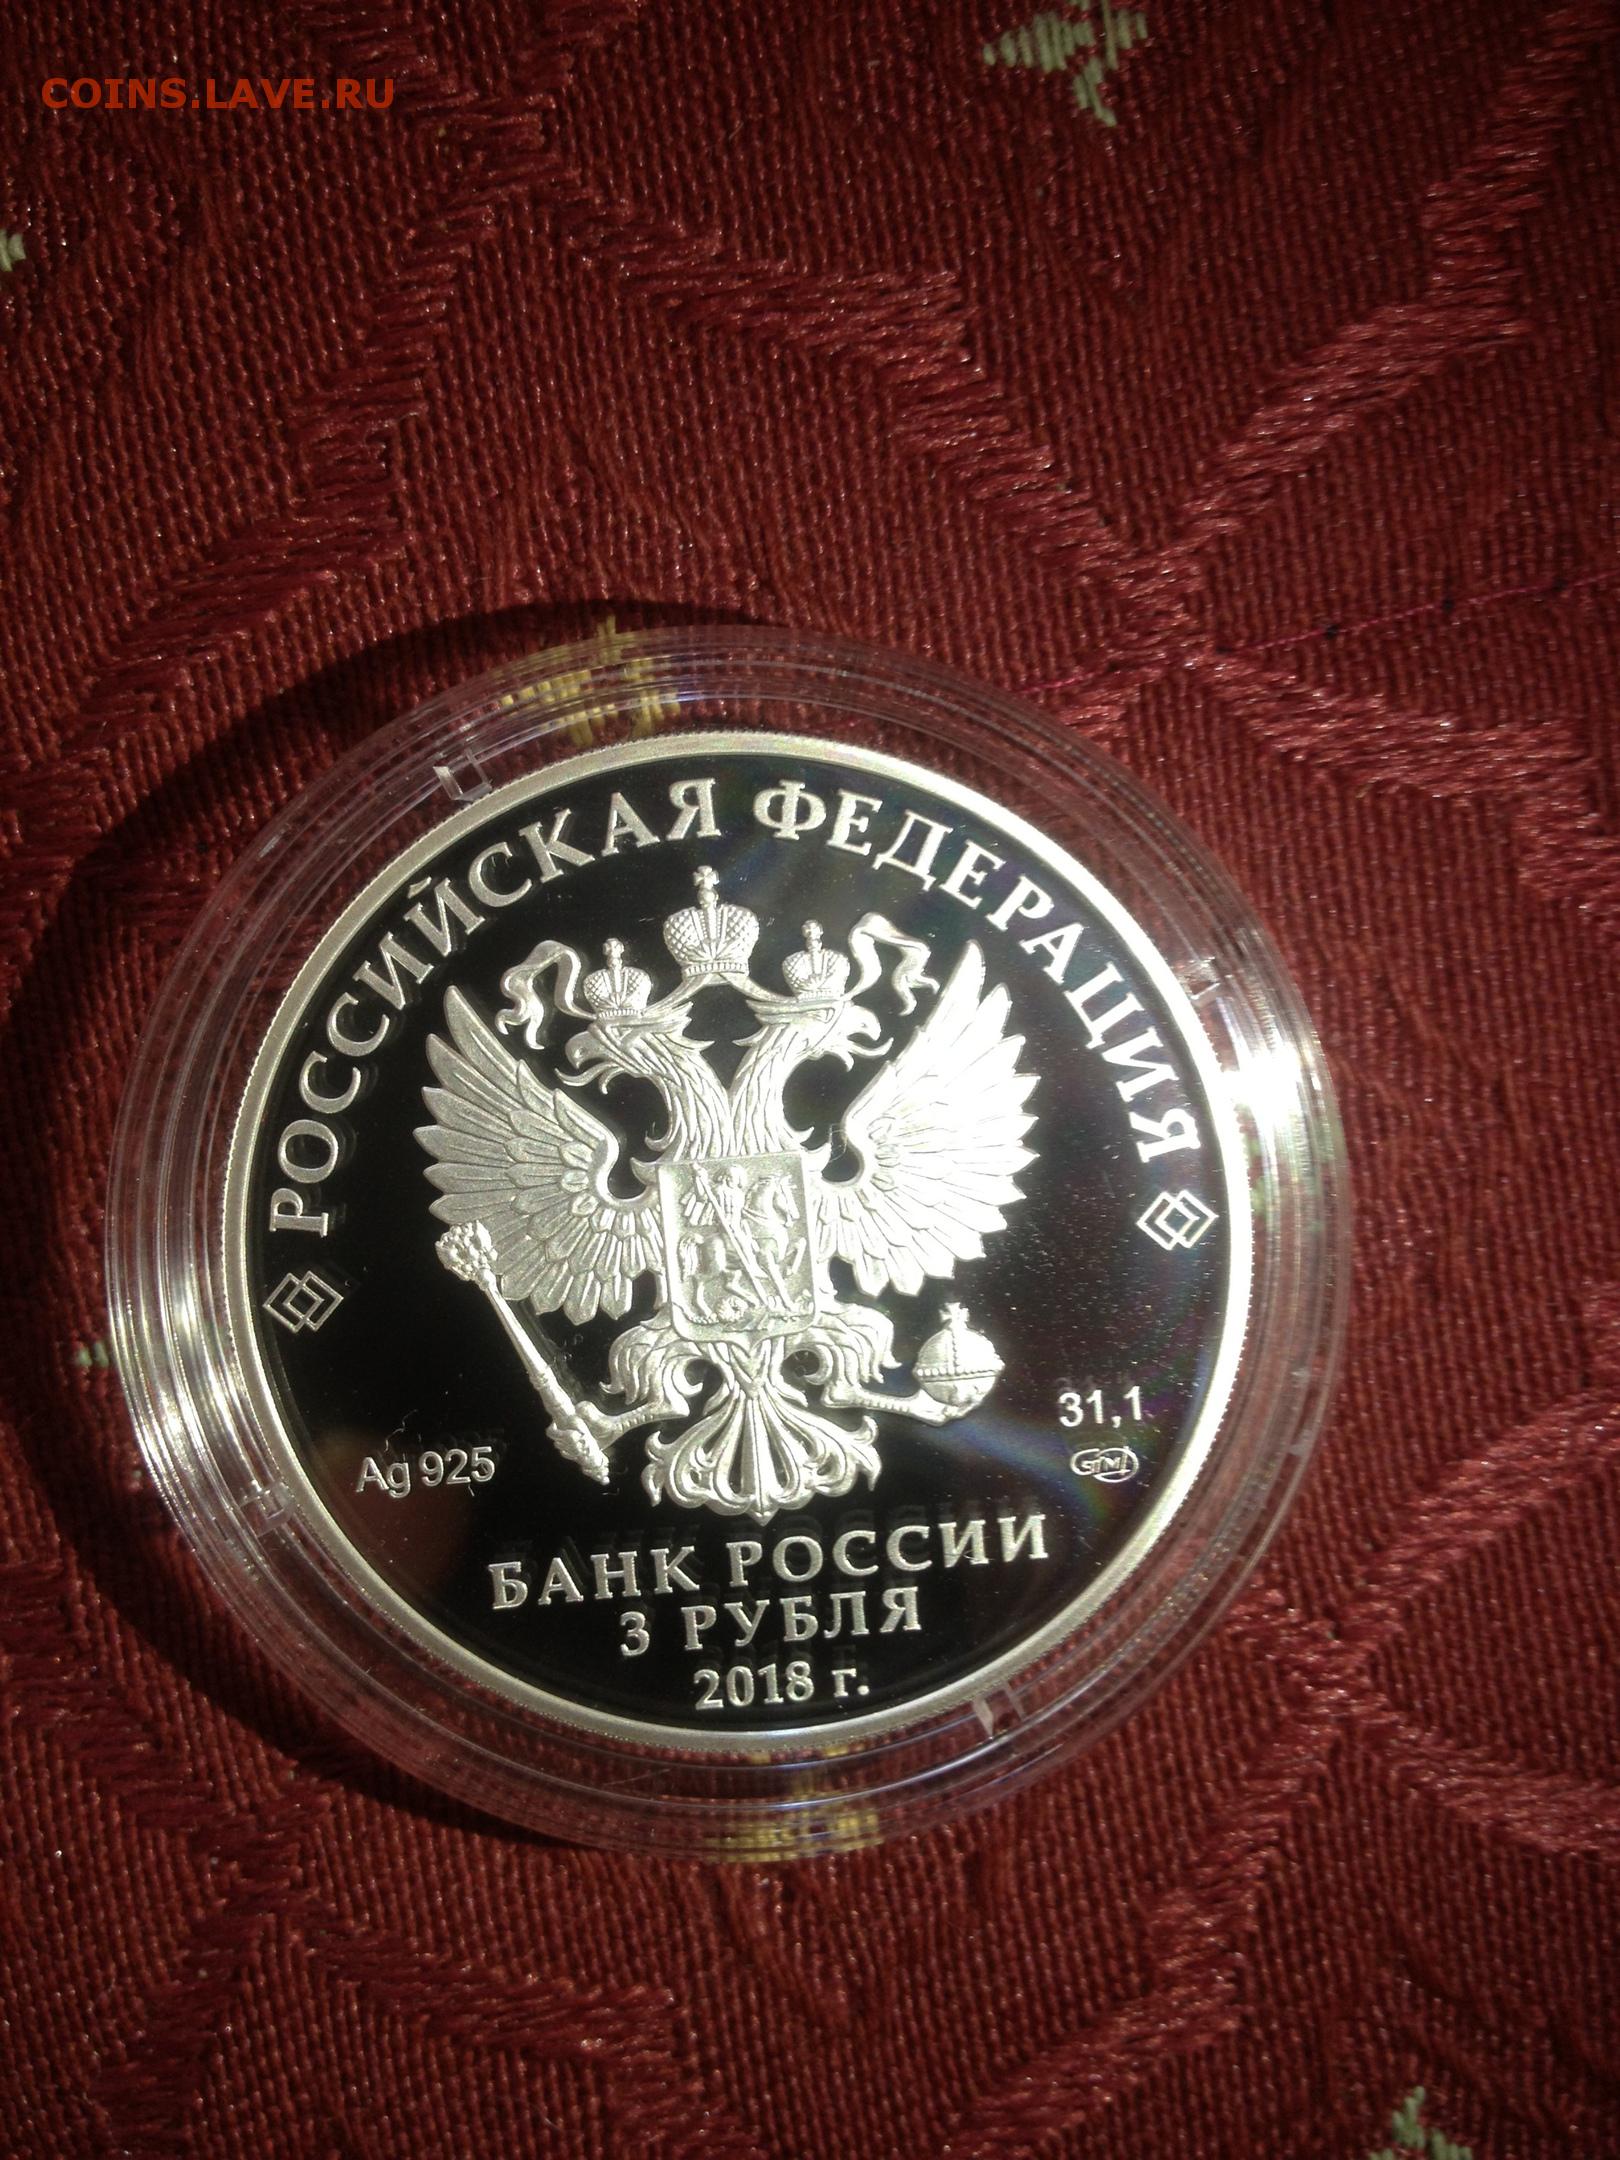 COINS.LAVE.RU
РОССИЙСКАЯ ФЕДЕРАЦИЯ
Ag 925
31,1
БАНК РОССИИ
3 РУБЛЯ
2018 г.